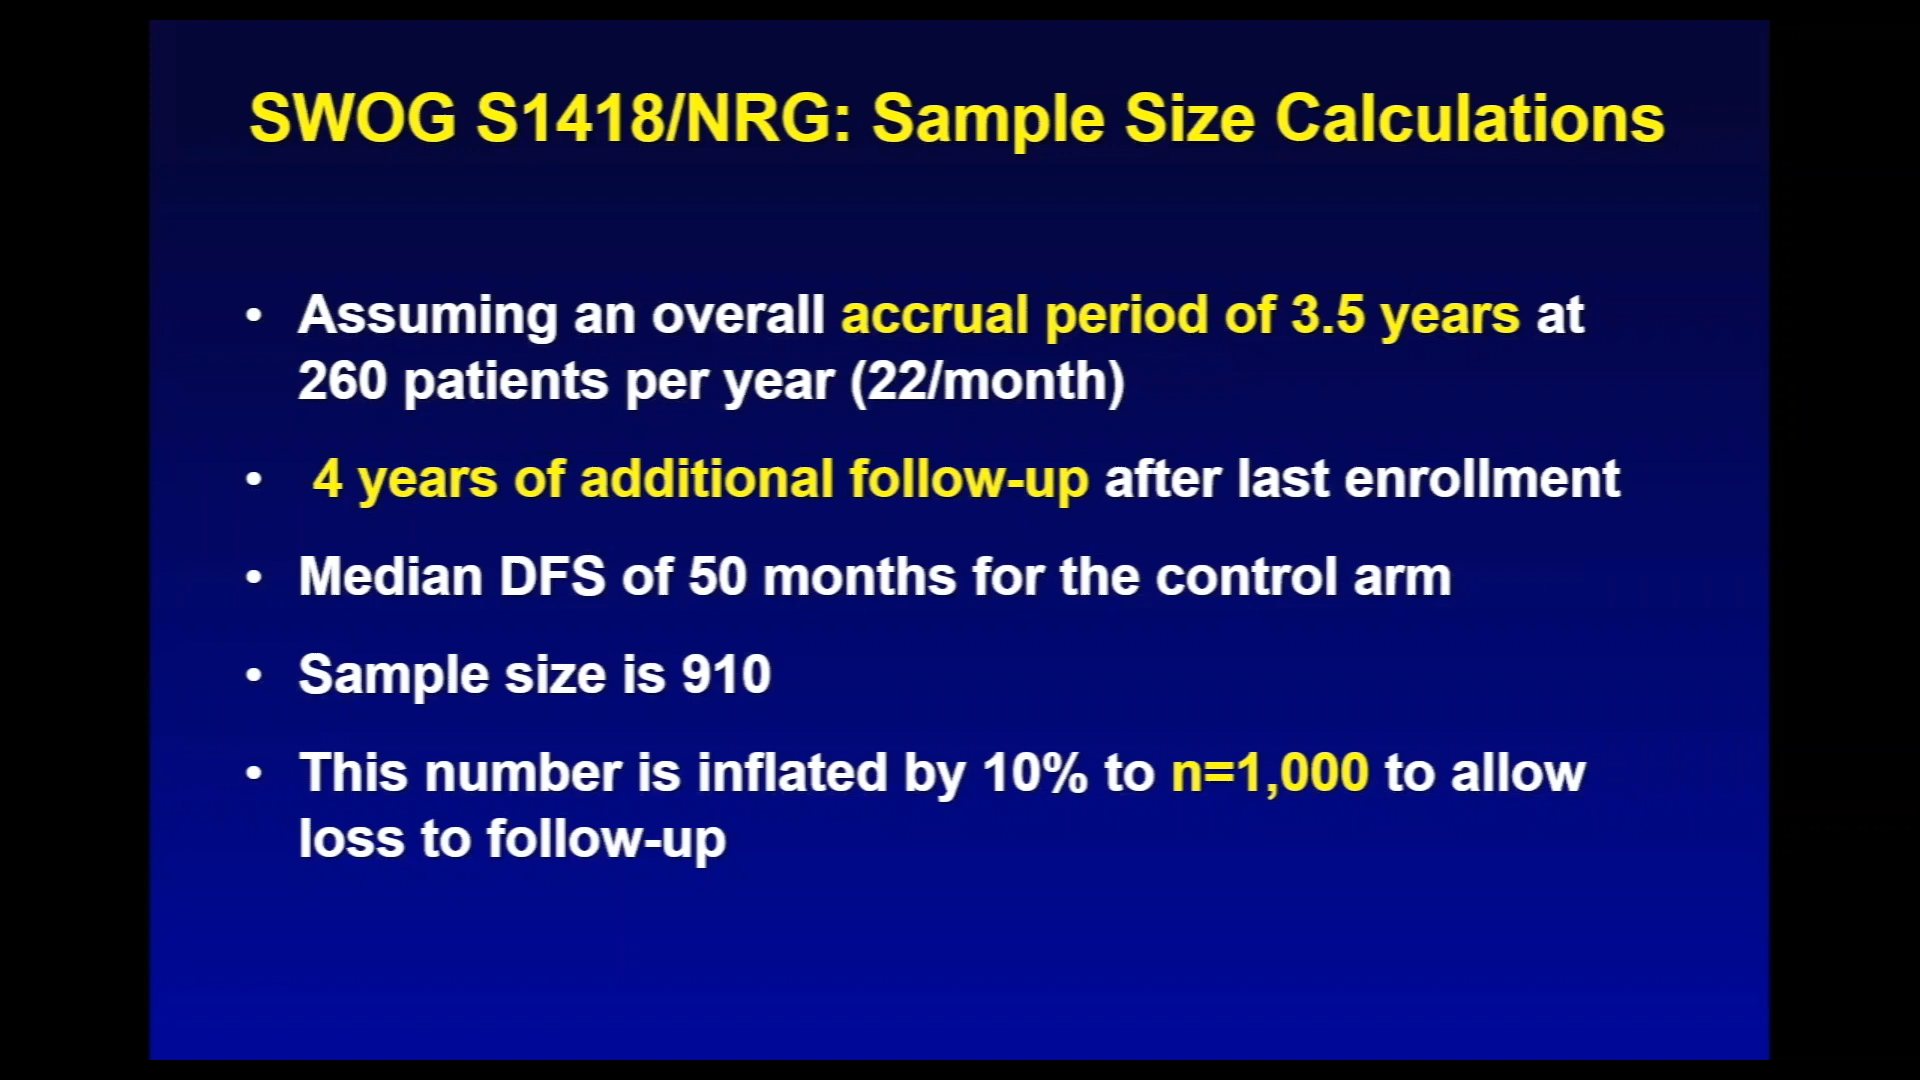 SWOG S1418/NRG: Sample Size Calculations
• Assuming an overall accrual period of 3.5 years at
260 patients per year (22/month)
• 4 years of additional follow-up after last enrollment
• Median DFS of 50 months for the control arm
• Sample size is 910
• This number is inflated by 10% to n=1,000 to allow
loss to follow-up